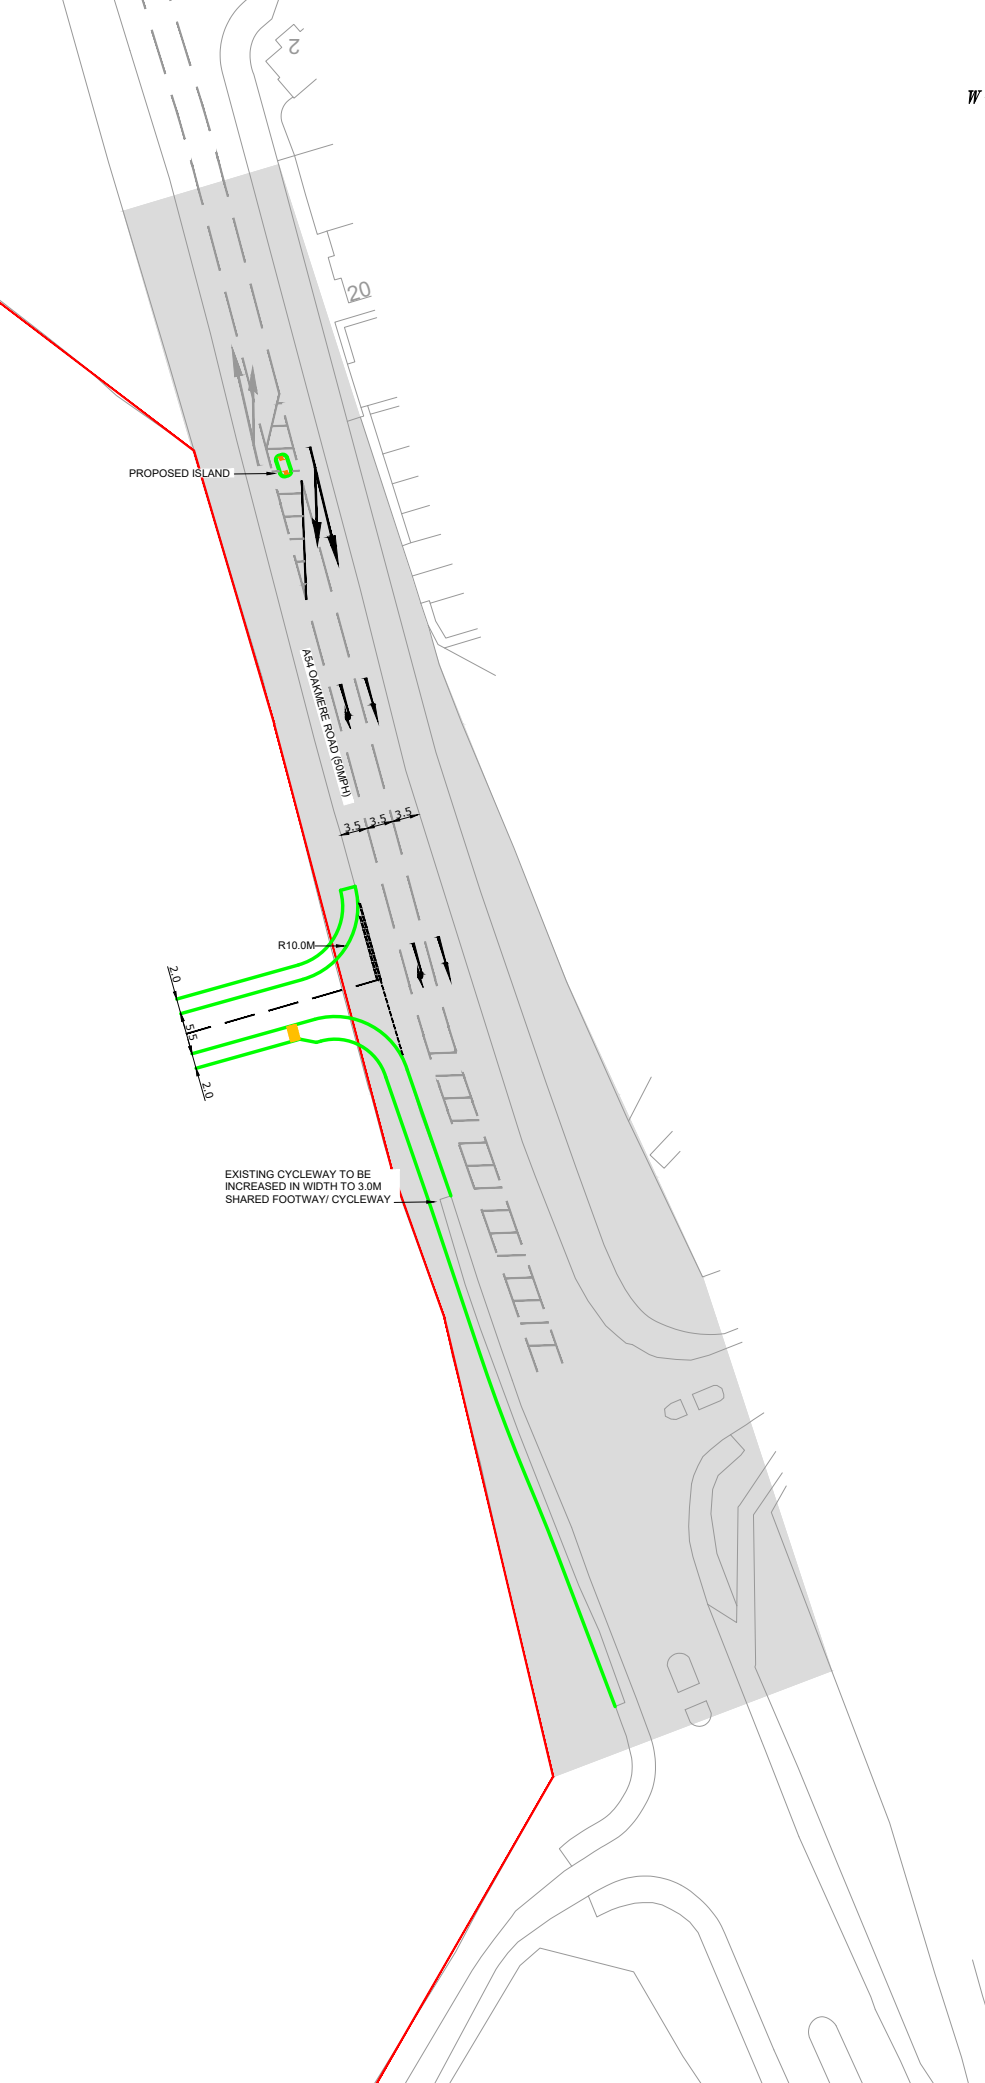 2
W
20
PROPOSED ISLAND
A54 OAKMERE ROAD (50MPH)
3.5 3.5 3.5
R10.0M
2.0
5.5
2.0
EXISTING CYCLEWAY TO BE
INCREASED IN WIDTH TO 3.0M
SHARED FOOTWAY/ CYCLEWAY